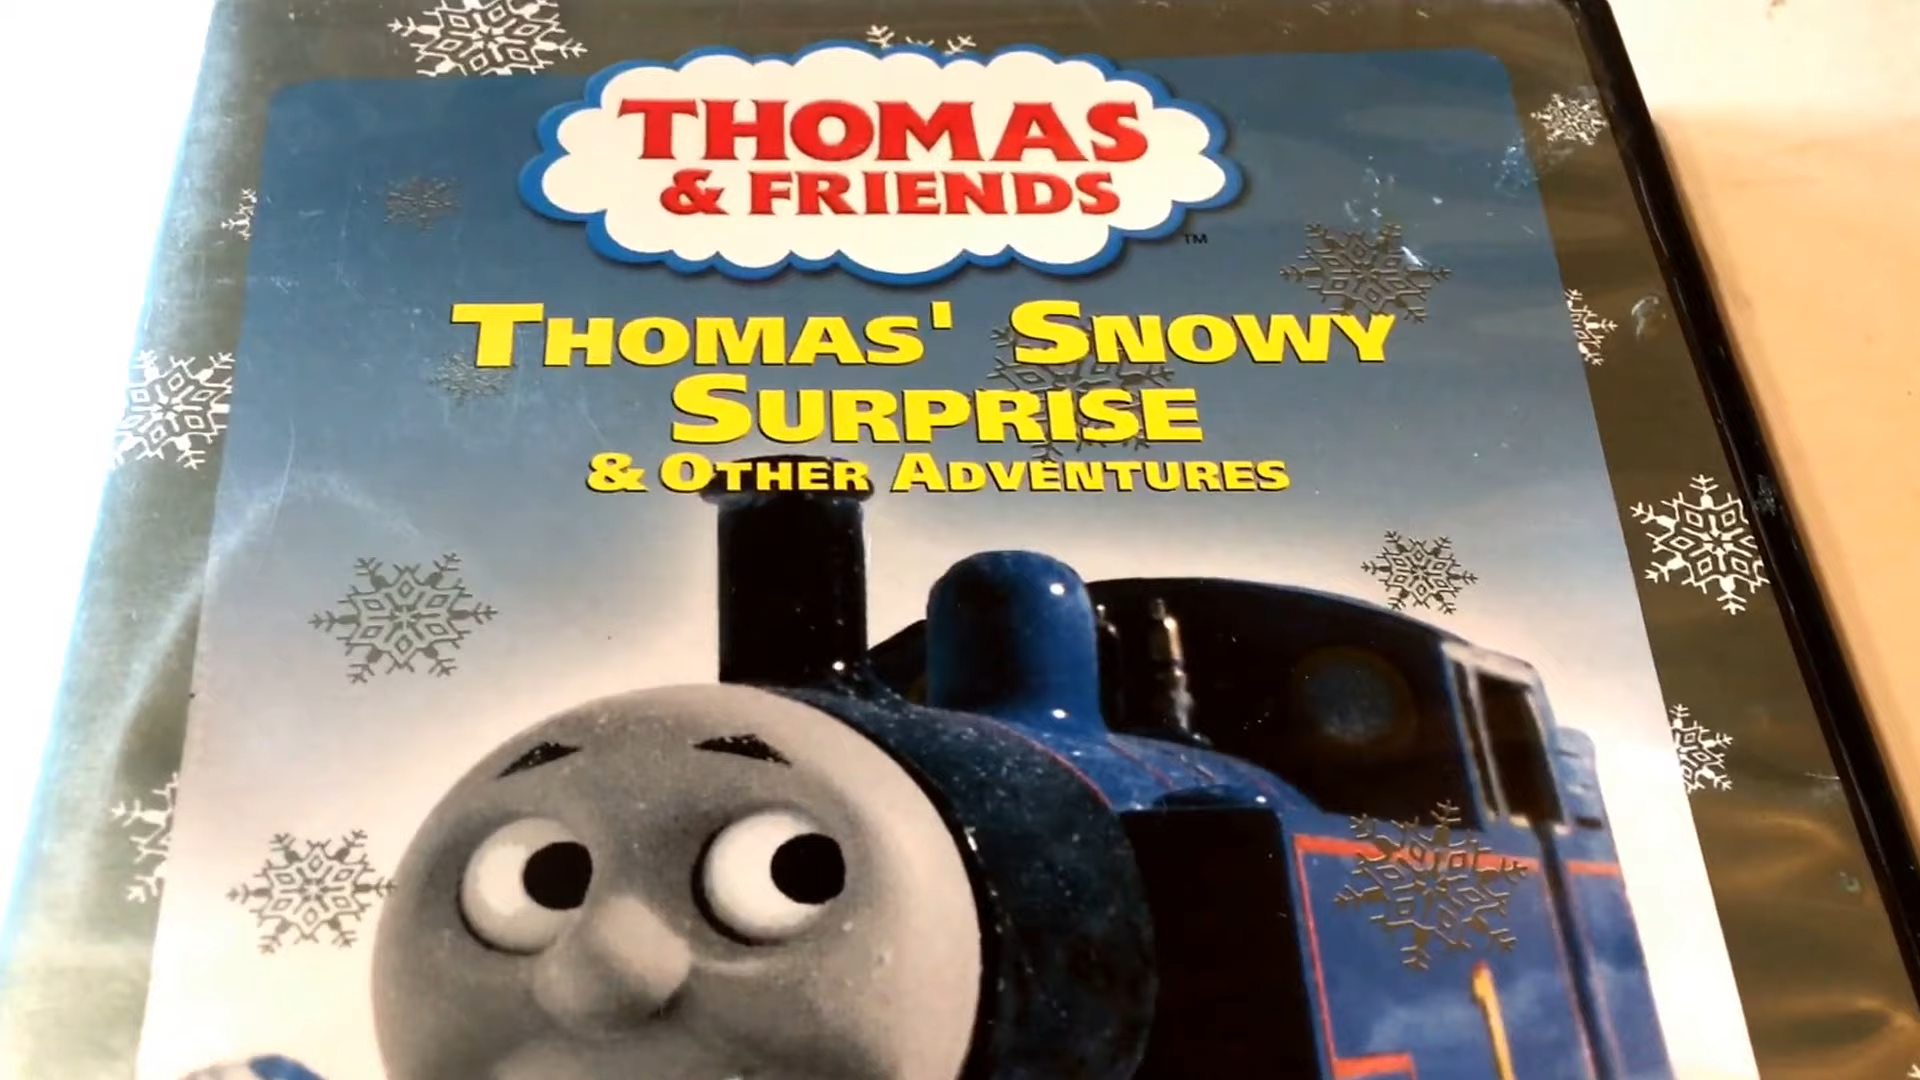 THOMAS
& FRIENDS
TM
THOMAS' SNOWY
SURPRISE
& OTHER ADVENTURES
1